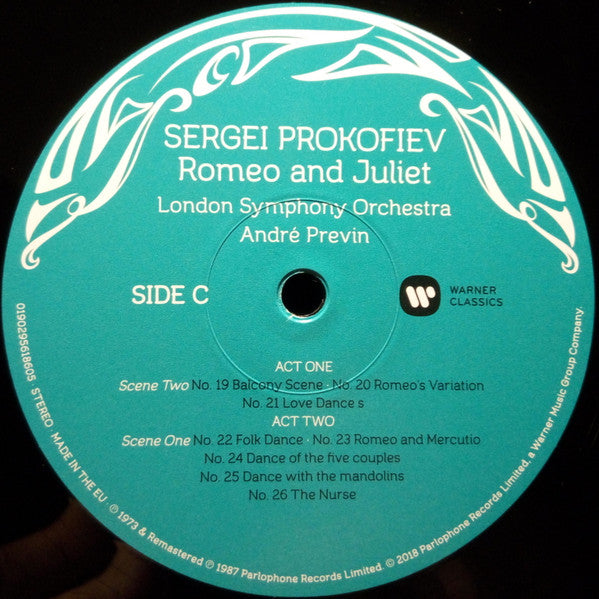 SERGEI PROKOFIEV
Romeo and Juliet
London Symphony Orchestra
André Previn
SIDE C
WARNER
CLASSICS
ACT ONE
Scene Two No. 19 Balcony Scene · No. 20 Romeo's Variation
No. 21 Love Dance s
ACT TWO
Scene One No. 22 Folk Dance · No. 23 Romeo and Mercutio
No. 24 Dance of the five couples
No. 25 Dance with the mandolins
No. 26 The Nurse
0190295618605 STEREO MADE IN THE EU ℗ 1973 & Remastered ℗ 1987 Parlophone Records Limited. © 2018 Parlophone Records Limited, a Warner Music Group Company.